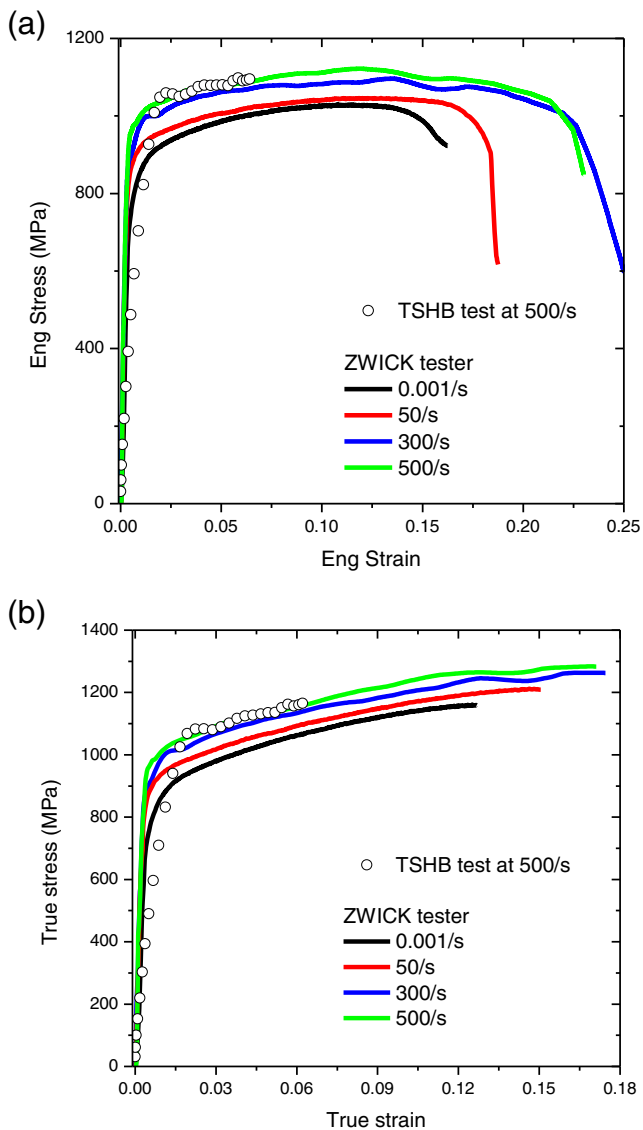 (a)
1200
800
400
0
Eng Stress (MPa)
TSHB test at 500/s
ZWICK tester
0.001/s
50/s
300/s
500/s
0.00 0.05 0.10 0.15 0.20 0.25
Eng Strain
(b)
1400
1200
1000
800
600
400
200
0
True stress (MPa)
TSHB test at 500/s
ZWICK tester
0.001/s
50/s
300/s
500/s
0.00 0.03 0.06 0.09 0.12 0.15 0.18
True strain